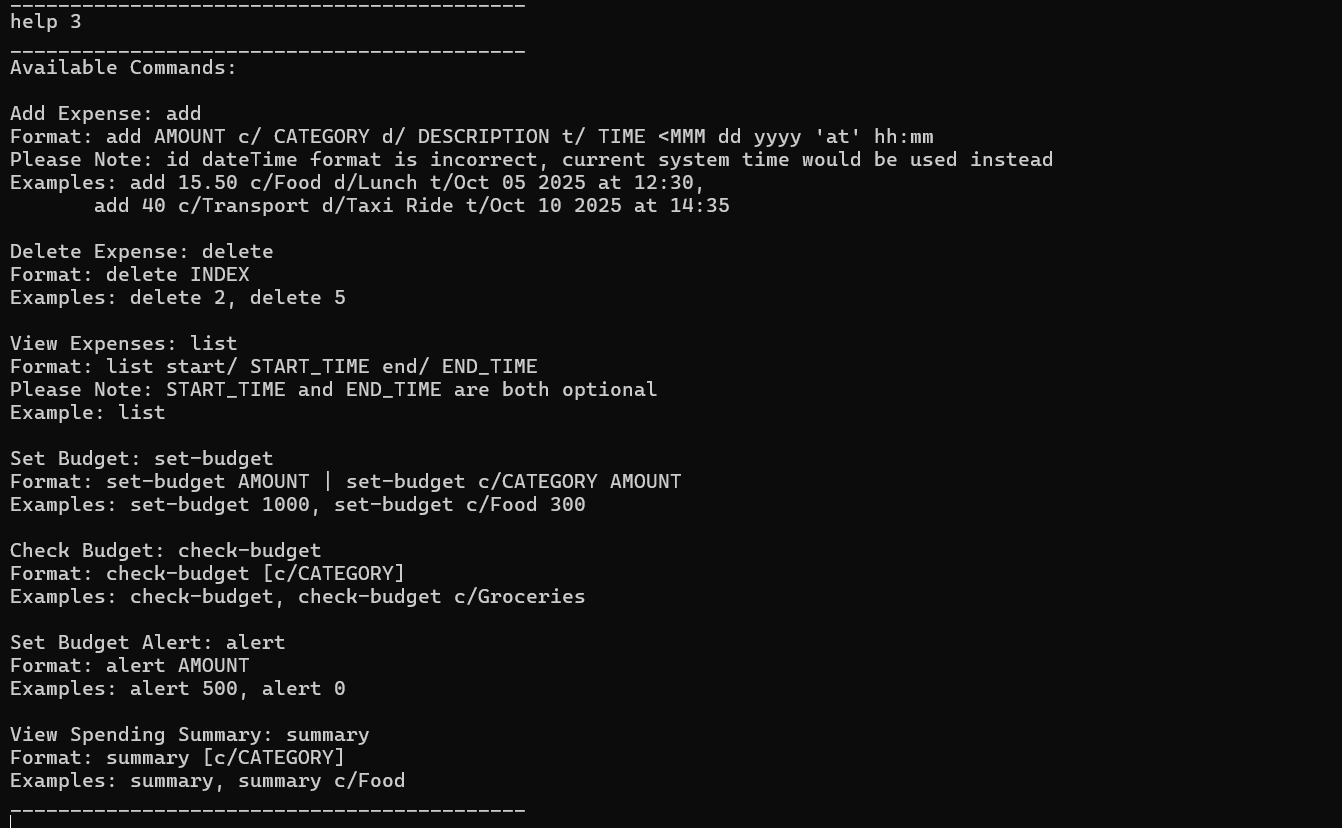 ___________________________________________
help 3
___________________________________________
Available Commands:

Add Expense: add
Format: add AMOUNT c/ CATEGORY d/ DESCRIPTION t/ TIME <MMM dd yyyy 'at' hh:mm
Please Note: id dateTime format is incorrect, current system time would be used instead
Examples: add 15.50 c/Food d/Lunch t/Oct 05 2025 at 12:30,
       add 40 c/Transport d/Taxi Ride t/Oct 10 2025 at 14:35

Delete Expense: delete
Format: delete INDEX
Examples: delete 2, delete 5

View Expenses: list
Format: list start/ START_TIME end/ END_TIME
Please Note: START_TIME and END_TIME are both optional
Example: list

Set Budget: set-budget
Format: set-budget AMOUNT | set-budget c/CATEGORY AMOUNT
Examples: set-budget 1000, set-budget c/Food 300

Check Budget: check-budget
Format: check-budget [c/CATEGORY]
Examples: check-budget, check-budget c/Groceries

Set Budget Alert: alert
Format: alert AMOUNT
Examples: alert 500, alert 0

View Spending Summary: summary
Format: summary [c/CATEGORY]
Examples: summary, summary c/Food
___________________________________________